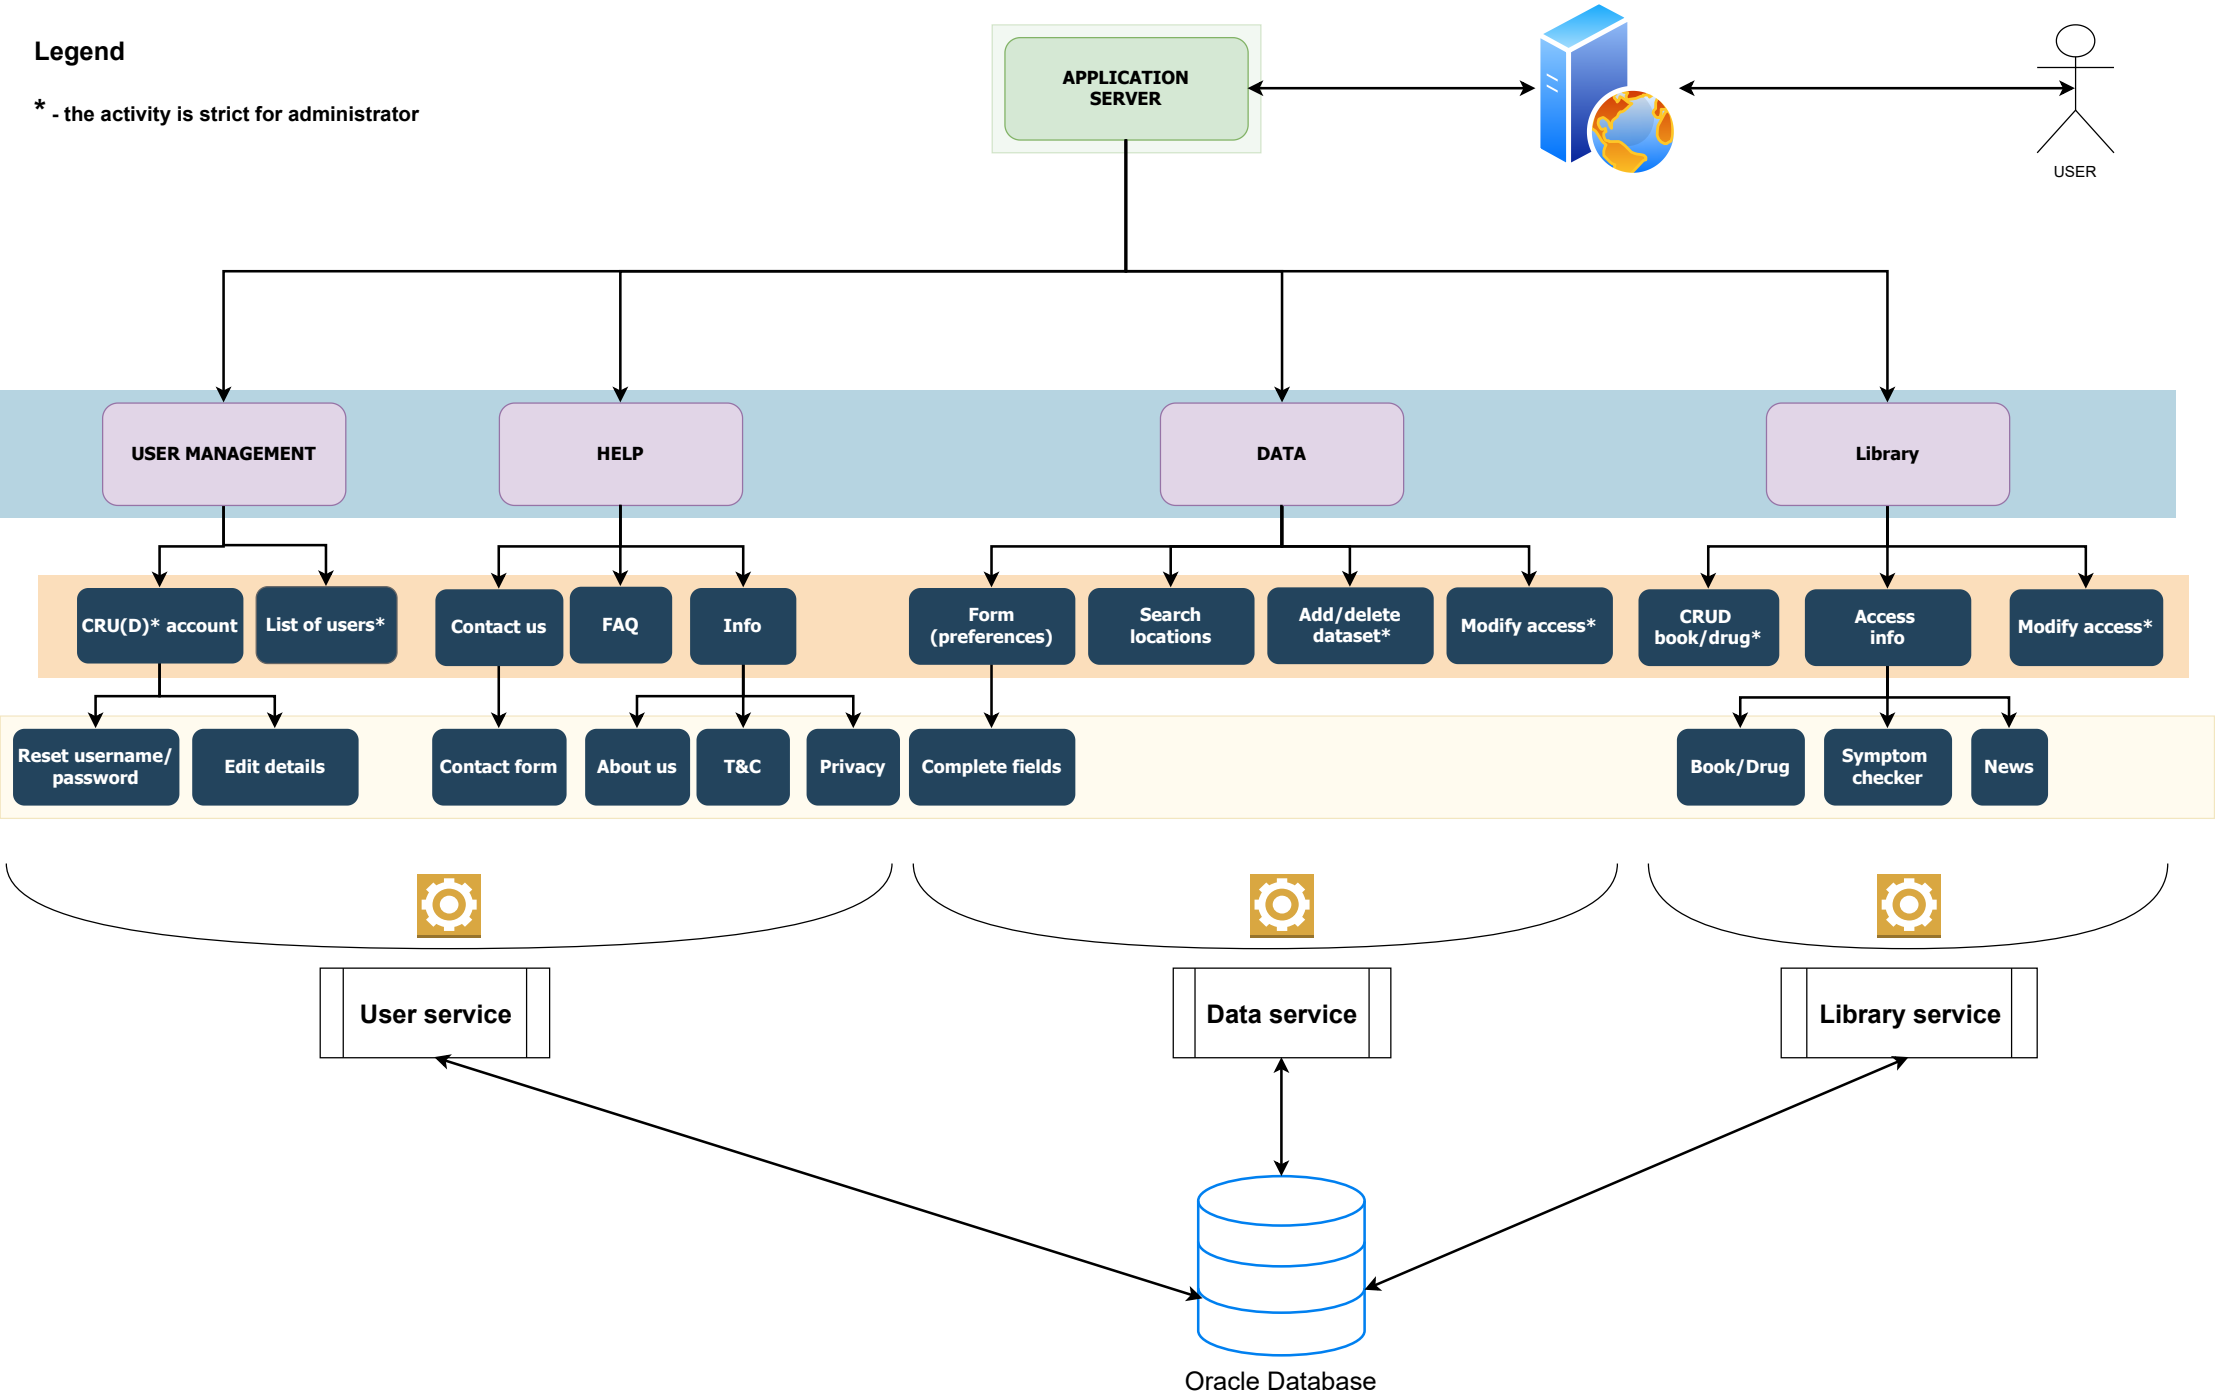 Legend
* - the activity is strict for administrator
APPLICATION
SERVER
USER
USER MANAGEMENT
HELP
DATA
Library
CRU(D)* account
List of users*
Contact us
FAQ
Info
Form
(preferences)
Search
locations
Add/delete
dataset*
Modify access*
CRUD
book/drug*
Access
info
Modify access*
Reset username/
password
Edit details
Contact form
About us
T&C
Privacy
Complete fields
Book/Drug
Symptom
checker
News
User service
Data service
Library service
Oracle Database